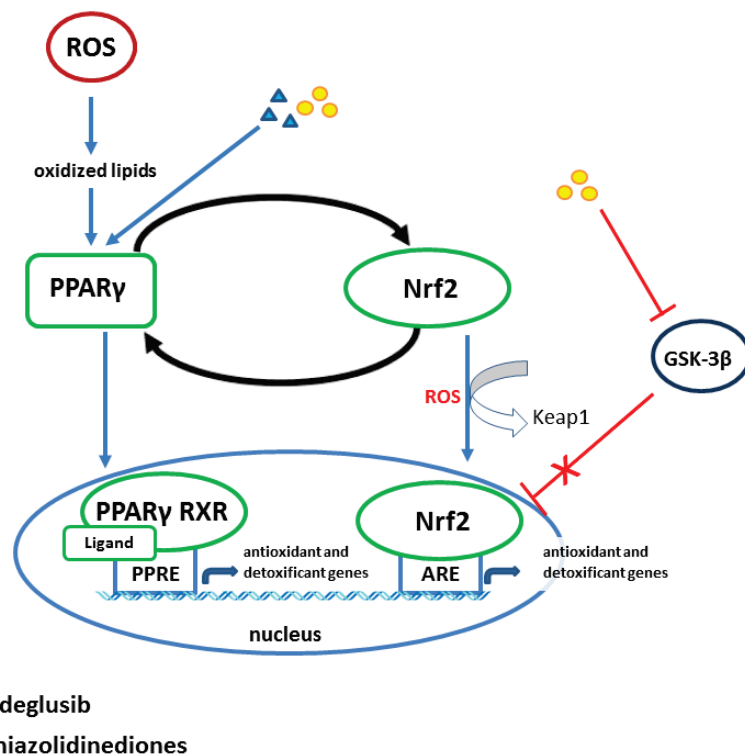 ROS
oxidized lipids
PPARγ
Nrf2
GSK-3β
ROS
Keap1
PPARγ RXR
Ligand
PPRE
antioxidant and
detoxificant genes
Nrf2
ARE
antioxidant and
detoxificant genes
nucleus
deglusib
hiazolidinediones